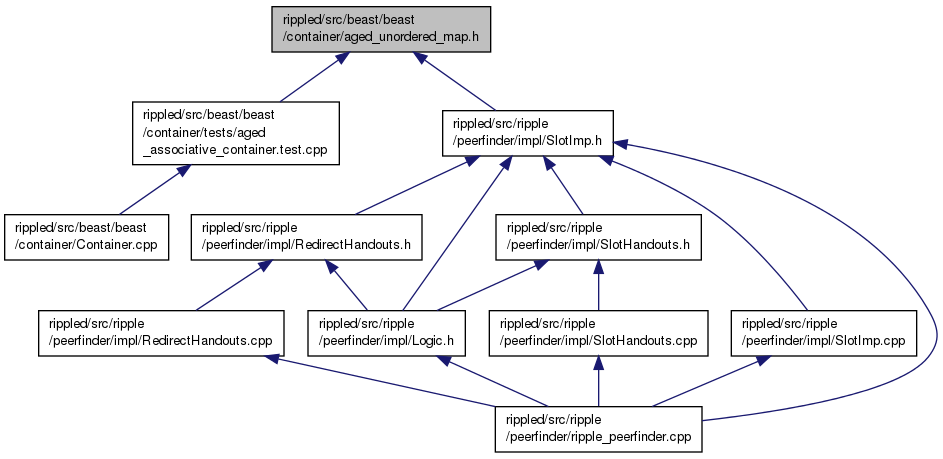 rippled/src/beast/beast
/container/aged_unordered_map.h
rippled/src/beast/beast
/container/tests/aged
_associative_container.test.cpp
rippled/src/ripple
/peerfinder/impl/SlotImp.h
rippled/src/beast/beast
/container/Container.cpp
rippled/src/ripple
/peerfinder/impl/RedirectHandouts.h
rippled/src/ripple
/peerfinder/impl/SlotHandouts.h
rippled/src/ripple
/peerfinder/impl/RedirectHandouts.cpp
rippled/src/ripple
/peerfinder/impl/Logic.h
rippled/src/ripple
/peerfinder/impl/SlotHandouts.cpp
rippled/src/ripple
/peerfinder/impl/SlotImp.cpp
rippled/src/ripple
/peerfinder/ripple_peerfinder.cpp